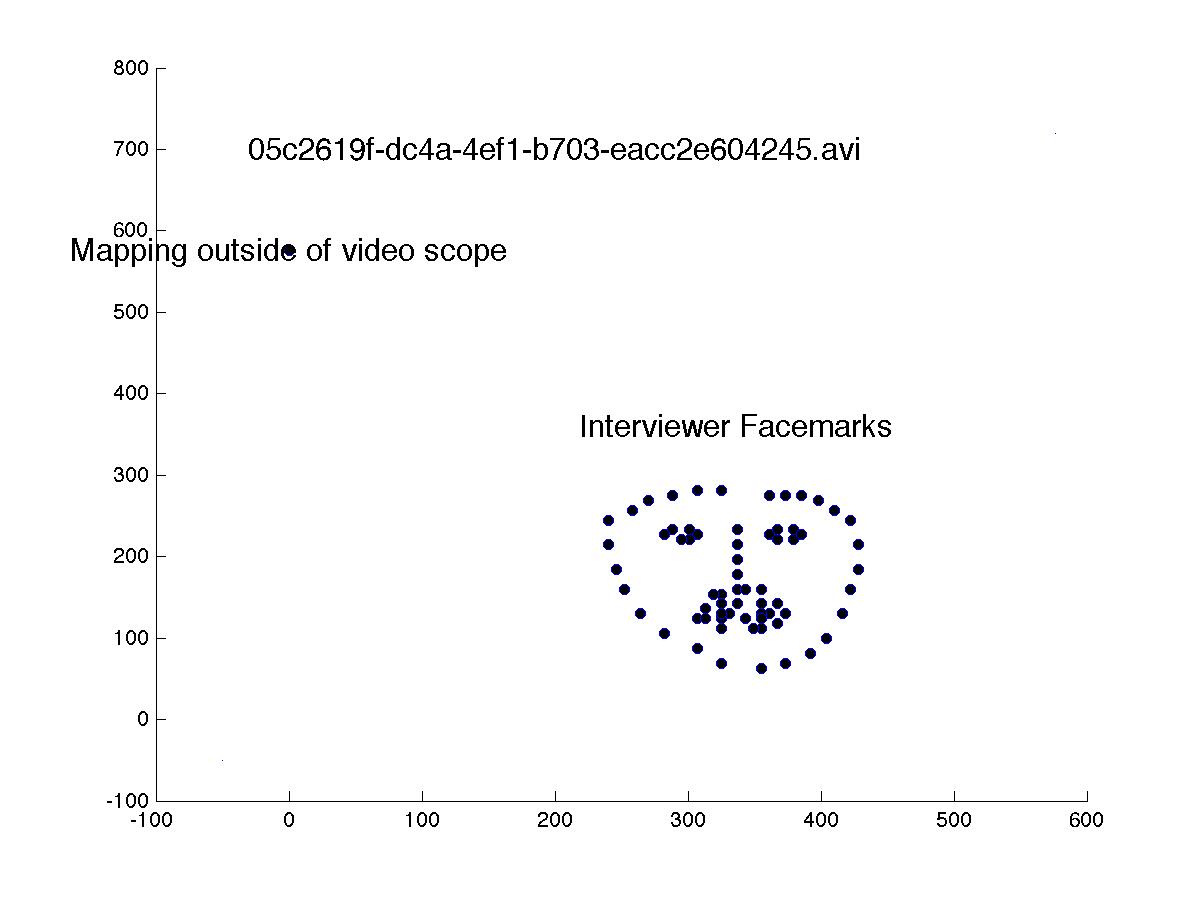 800
700
05c2619f-dc4a-4ef1-b703-eacc2e604245.avi
600
Mapping outside of video scope
500
400
Interviewer Facemarks
300
200
100
0
-100
-100 0 100 200 300 400 500 600